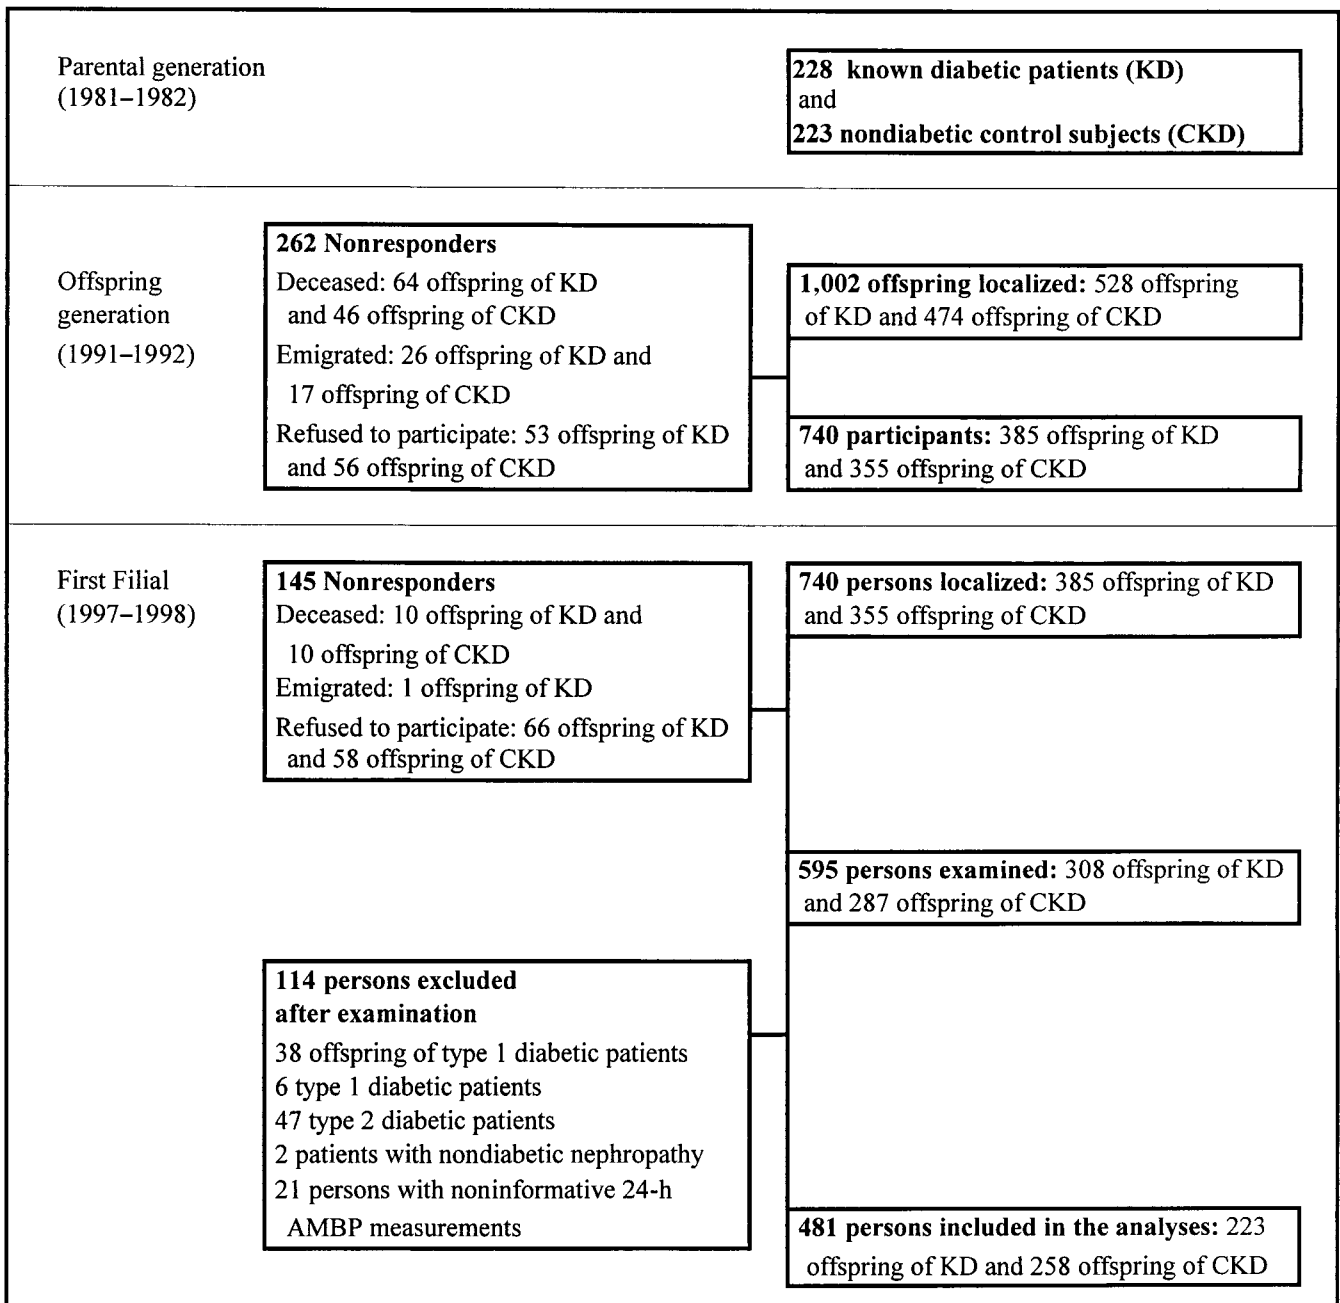 Parental generation
(1981–1982)
228 known diabetic patients (KD)
and
223 nondiabetic control subjects (CKD)
Offspring
generation
(1991–1992)
262 Nonresponders
Deceased: 64 offspring of KD
and 46 offspring of CKD
Emigrated: 26 offspring of KD and
17 offspring of CKD
Refused to participate: 53 offspring of KD
and 56 offspring of CKD
1,002 offspring localized: 528 offspring
of KD and 474 offspring of CKD
740 participants: 385 offspring of KD
and 355 offspring of CKD
First Filial
(1997–1998)
145 Nonresponders
Deceased: 10 offspring of KD and
10 offspring of CKD
Emigrated: 1 offspring of KD
Refused to participate: 66 offspring of KD
and 58 offspring of CKD
740 persons localized: 385 offspring of KD
and 355 offspring of CKD
595 persons examined: 308 offspring of KD
and 287 offspring of CKD
114 persons excluded
after examination
38 offspring of type 1 diabetic patients
6 type 1 diabetic patients
47 type 2 diabetic patients
2 patients with nondiabetic nephropathy
21 persons with noninformative 24-h
AMBP measurements
481 persons included in the analyses: 223
offspring of KD and 258 offspring of CKD